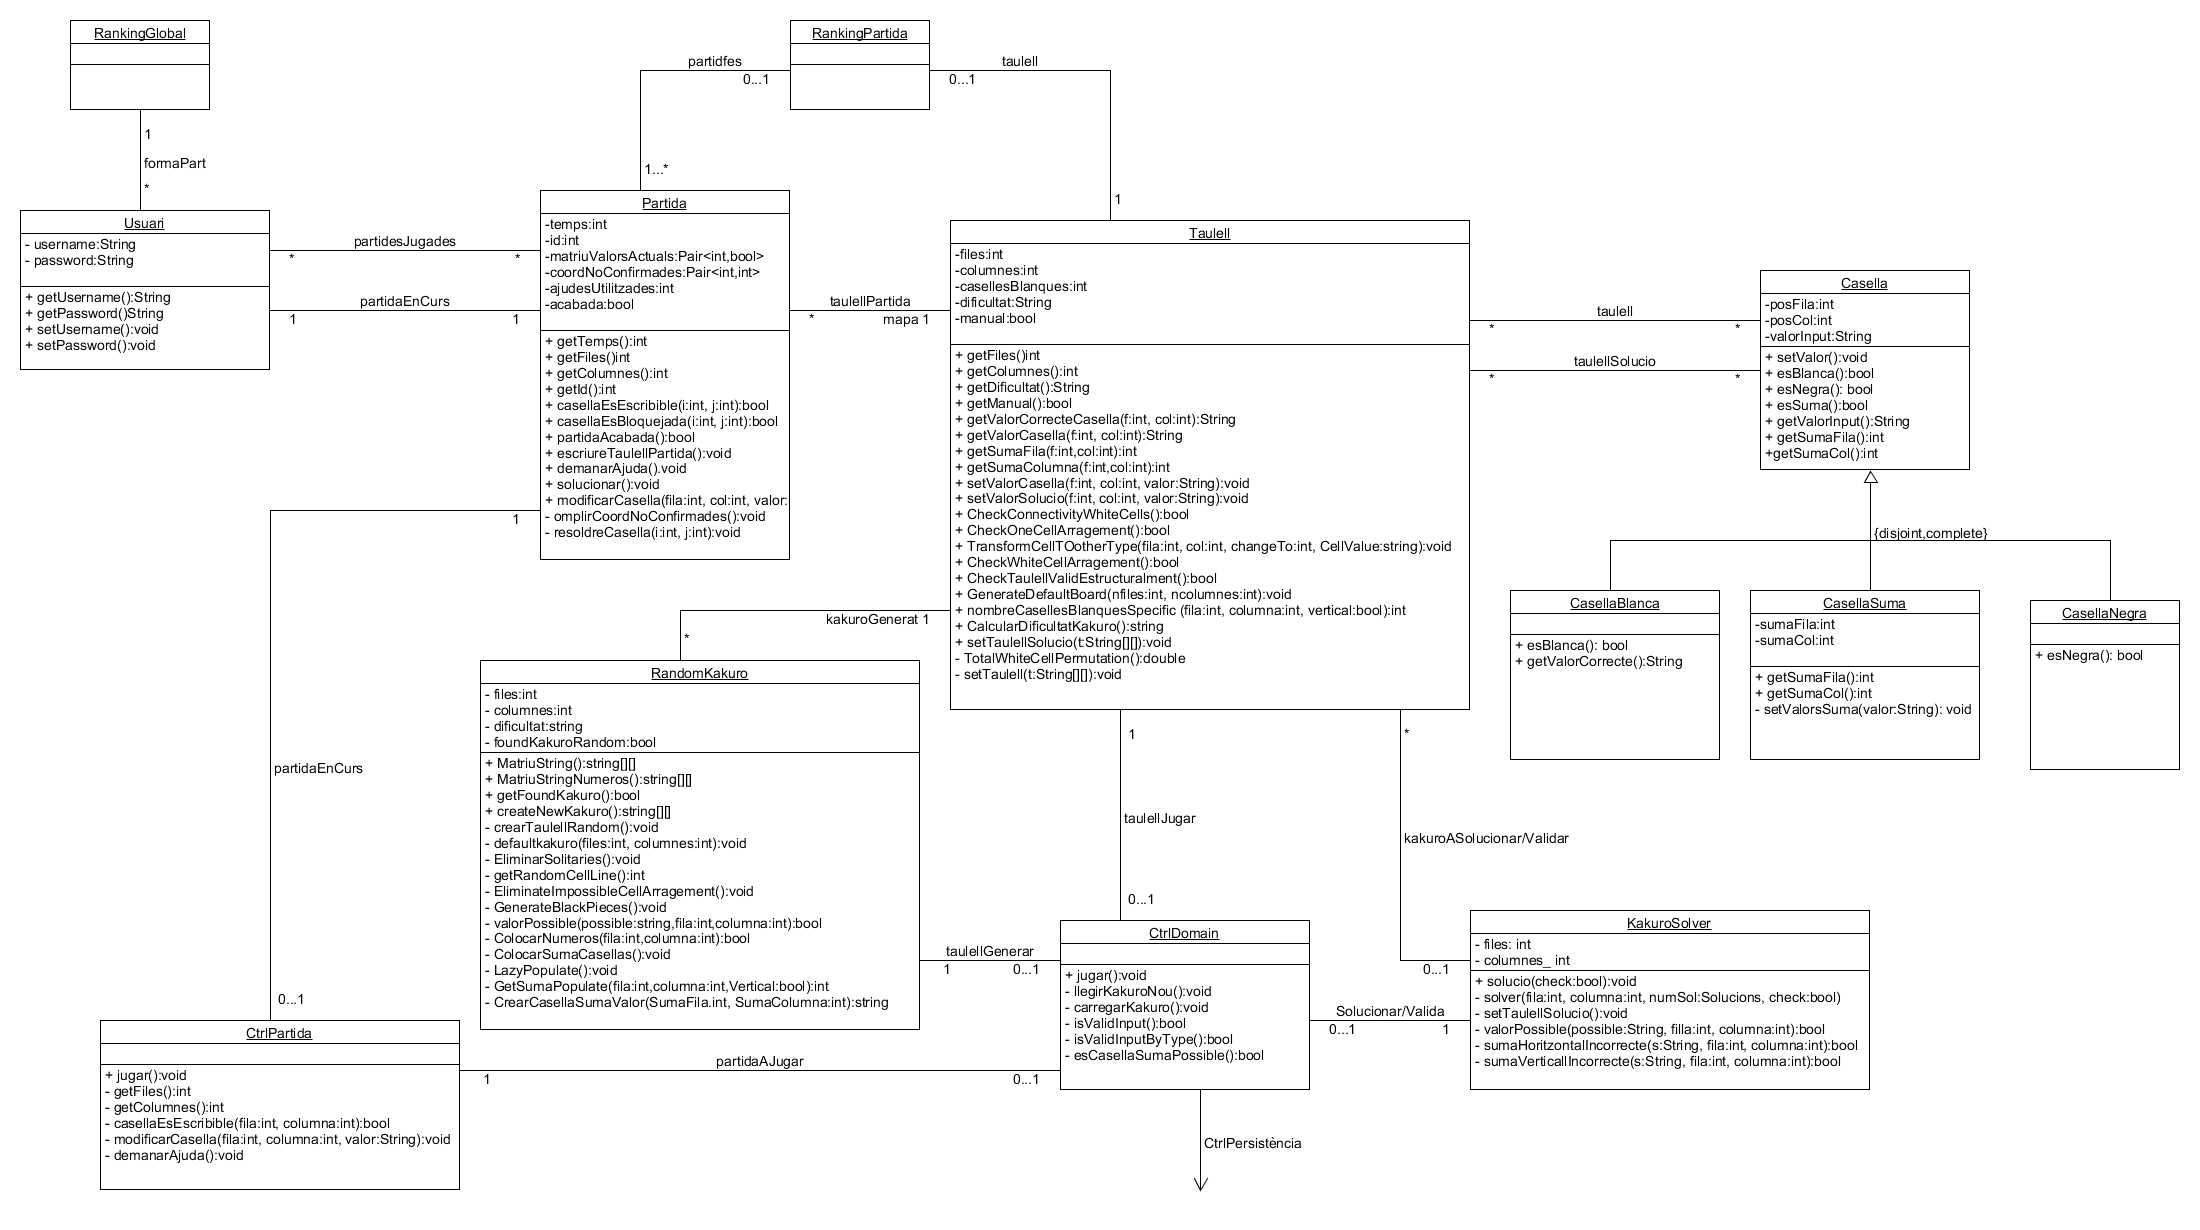 RankingGlobal
RankingPartida
partidfes
0...1
taulell
0...1
1
formaPart
*
1...*
1
Usuari
- username:String
- password:String
+ getUsername():String
+ getPassword()String
+ setUsername():void
+ setPassword():void
partidesJugades
*
*
partidaEnCurs
1
1
Partida
-temps:int
-id:int
-matriuValorsActuals:Pair<int,bool>
-coordNoConfirmades:Pair<int,int>
-ajudesUtilitzades:int
-acabada:bool
+ getTemps():int
+ getFiles()int
+ getColumnes():int
+ getId():int
+ casellaEsEscribible(i:int, j:int):bool
+ casellaEsBloquejada(i:int, j:int):bool
+ partidaAcabada():bool
+ escriureTaulellPartida():void
+ demanarAjuda().void
+ solucionar():void
+ modificarCasella(fila:int, col:int, valor:
- omplirCoordNoConfirmades():void
- resoldreCasella(i:int, j:int):void
taulellPartida
*
mapa 1
Taulell
-files:int
-columnes:int
-casellesBlanques:int
-dificultat:String
-manual:bool
+ getFiles()int
+ getColumnes():int
+ getDificultat():String
+ getManual():bool
+ getValorCorrecteCasella(f:int, col:int):String
+ getValorCasella(f:int, col:int):String
+ getSumaFila(f:int,col:int):int
+ getSumaColumna(f:int,col:int):int
+ setValorCasella(f:int, col:int, valor:String):void
+ setValorSolucio(f:int, col:int, valor:String):void
+ CheckConnectivityWhiteCells():bool
+ CheckOneCellArragement():bool
+ TransformCellTOotherType(fila:int, col:int, changeTo:int, CellValue:string):void
+ CheckWhiteCellArragement():bool
+ CheckTaulellValidEstructuralment():bool
+ GenerateDefaultBoard(nfiles:int, ncolumnes:int):void
+ nombreCasellesBlanquesSpecific (fila:int, columna:int, vertical:bool):int
+ CalcularDificultatKakuro():string
+ setTaulellSolucio(t:String[][]):void
- TotalWhiteCellPermutation():double
- setTaulell(t:String[][]):void
taulell
*
*
taulellSolucio
*
*
Casella
-posFila:int
-posCol:int
-valorInput:String
+ setValor():void
+ esBlanca():bool
+ esNegra(): bool
+ esSuma():bool
+ getValorInput():String
+ getSumaFila():int
+getSumaCol():int
{disjoint,complete}
CasellaBlanca
+ esBlanca(): bool
+ getValorCorrecte():String
CasellaSuma
-sumaFila:int
-sumaCol:int
+ getSumaFila():int
+ getSumaCol():int
- setValorsSuma(valor:String): void
CasellaNegra
+ esNegra(): bool
1
partidaEnCurs
0...1
kakuroGenerat 1
*
RandomKakuro
- files:int
- columnes:int
- dificultat:string
- foundKakuroRandom:bool
+ MatriuString():string[][]
+ MatriuStringNumeros():string[][]
+ getFoundKakuro():bool
+ createNewKakuro():string[][]
- crearTaulellRandom():void
- defaultkakuro(files:int, columnes:int):void
- EliminarSolitaries():void
- getRandomCellLine():int
- EliminateImpossibleCellArragement():void
- GenerateBlackPieces():void
- valorPossible(possible:string,fila:int,columna:int):bool
- ColocarNumeros(fila:int,columna:int):bool
- ColocarSumaCasellas():void
- LazyPopulate():void
- GetSumaPopulate(fila:int,columna:int,Vertical:bool):int
- CrearCasellaSumaValor(SumaFila.int, SumaColumna:int):string
1
taulellJugar
0...1
*
kakuroASolucionar/Validar
0...1
taulellGenerar
1
0...1
CtrlDomain
+ jugar():void
- llegirKakuroNou():void
- carregarKakuro():void
- isValidInput():bool
- isValidInputByType():bool
- esCasellaSumaPossible():bool
Solucionar/Valida
0...1
1
KakuroSolver
- files: int
- columnes_ int
+ solucio(check:bool):void
- solver(fila:int, columna:int, numSol:Solucions, check:bool)
- setTaulellSolucio():void
- valorPossible(possible:String, filla:int, columna:int):bool
- sumaHoritzontalIncorrecte(s:String, fila:int, columna:int):bool
- sumaVerticalIncorrecte(s:String, fila:int, columna:int):bool
CtrlPartida
+ jugar():void
- getFiles():int
- getColumnes():int
- casellaEsEscribible(fila:int, columna:int):bool
- modificarCasella(fila:int, columna:int, valor:String):void
- demanarAjuda():void
partidaAJugar
1
0...1
CtrlPersistència